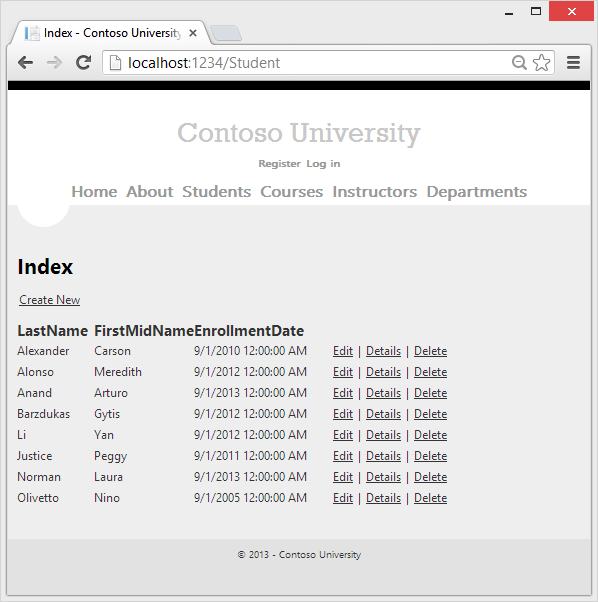 Index - Contoso University
localhost:1234/Student
Contoso University
Register Log in
Home About Students Courses Instructors Departments
Index
Create New
LastName FirstMidName EnrollmentDate
Alexander Carson 9/1/2010 12:00:00 AM Edit | Details | Delete
Alonso Meredith 9/1/2012 12:00:00 AM Edit | Details | Delete
Anand Arturo 9/1/2013 12:00:00 AM Edit | Details | Delete
Barzdukas Gytis 9/1/2012 12:00:00 AM Edit | Details | Delete
Li Yan 9/1/2012 12:00:00 AM Edit | Details | Delete
Justice Peggy 9/1/2011 12:00:00 AM Edit | Details | Delete
Norman Laura 9/1/2013 12:00:00 AM Edit | Details | Delete
Olivetto Nino 9/1/2005 12:00:00 AM Edit | Details | Delete
© 2013 - Contoso University